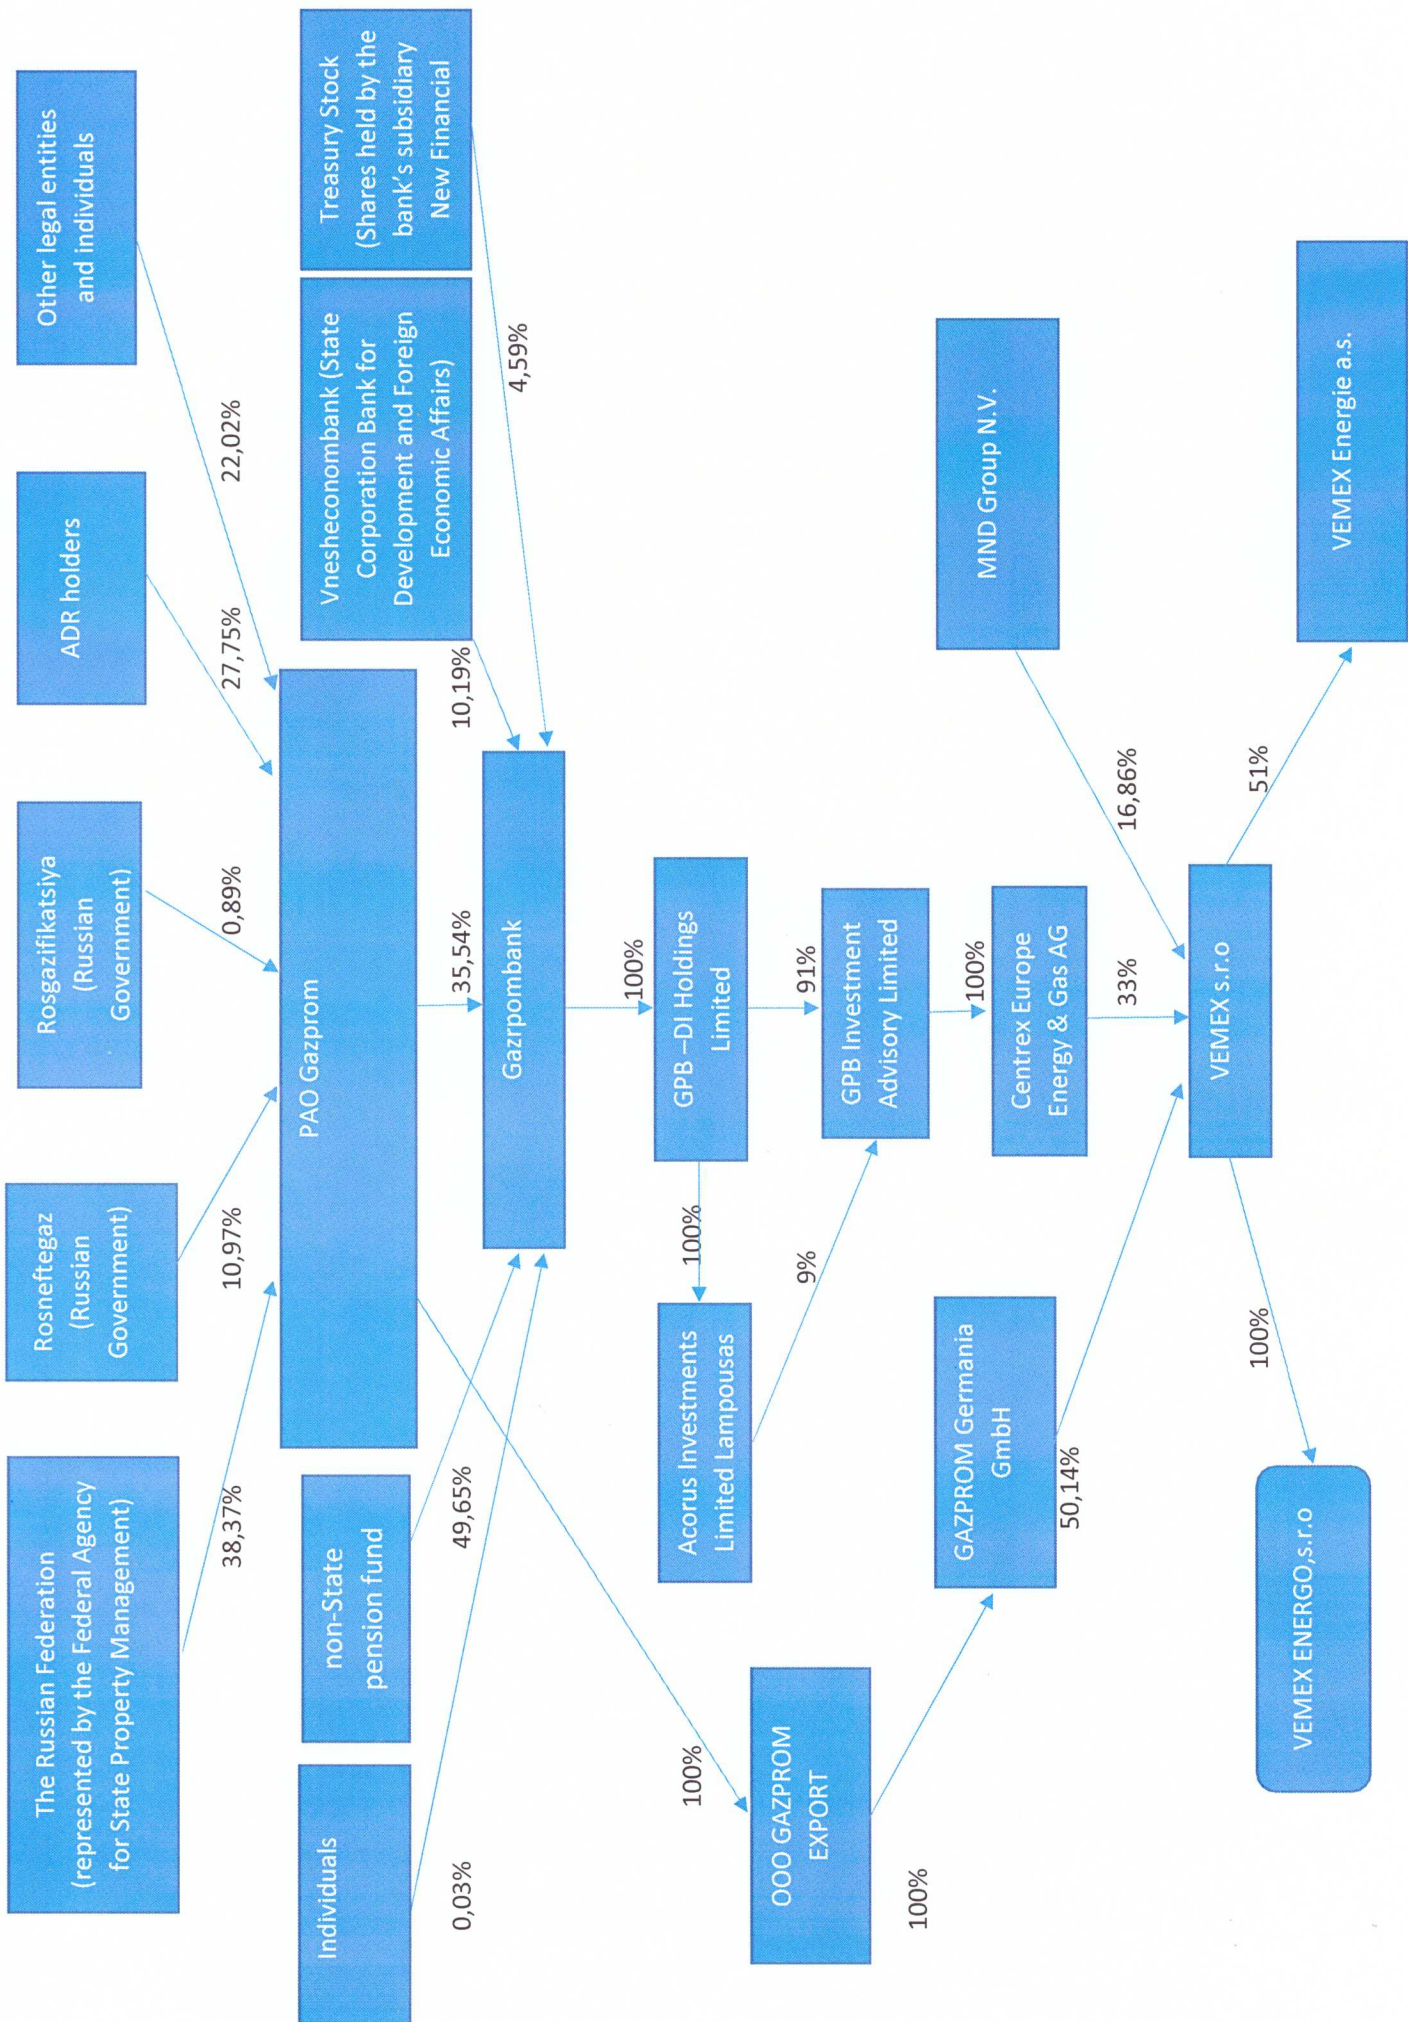 The Russian Federation
(represented by the Federal Agency
for State Property Management)
Rosneftegaz
(Russian
Government)
Rosgazifikatsiya
(Russian
Government)
ADR holders
Other legal entities
and individuals
38,37%
10,97%
0,89%
27,75%
22,02%
Individuals
non-State
pension fund
PAO Gazprom
Vnesheconombank (State
Corporation Bank for
Development and Foreign
Economic Affairs)
Treasury Stock
(Shares held by the
bank's subsidiary
New Financial
0,03%
49,65%
35,54%
10,19%
4,59%
Gazrpombank
100%
100%
Acorus Investments
Limited Lampousas
100%
GPB –DI Holdings
Limited
OOO GAZPROM
EXPORT
9%
91%
GPB Investment
Advisory Limited
100%
100%
GAZPROM Germania
GmbH
Centrex Europe
Energy & Gas AG
MND Group N.V.
50,14%
33%
16,86%
VEMEX s.r.o
100%
51%
VEMEX ENERGO,s.r.o
VEMEX Energie a.s.